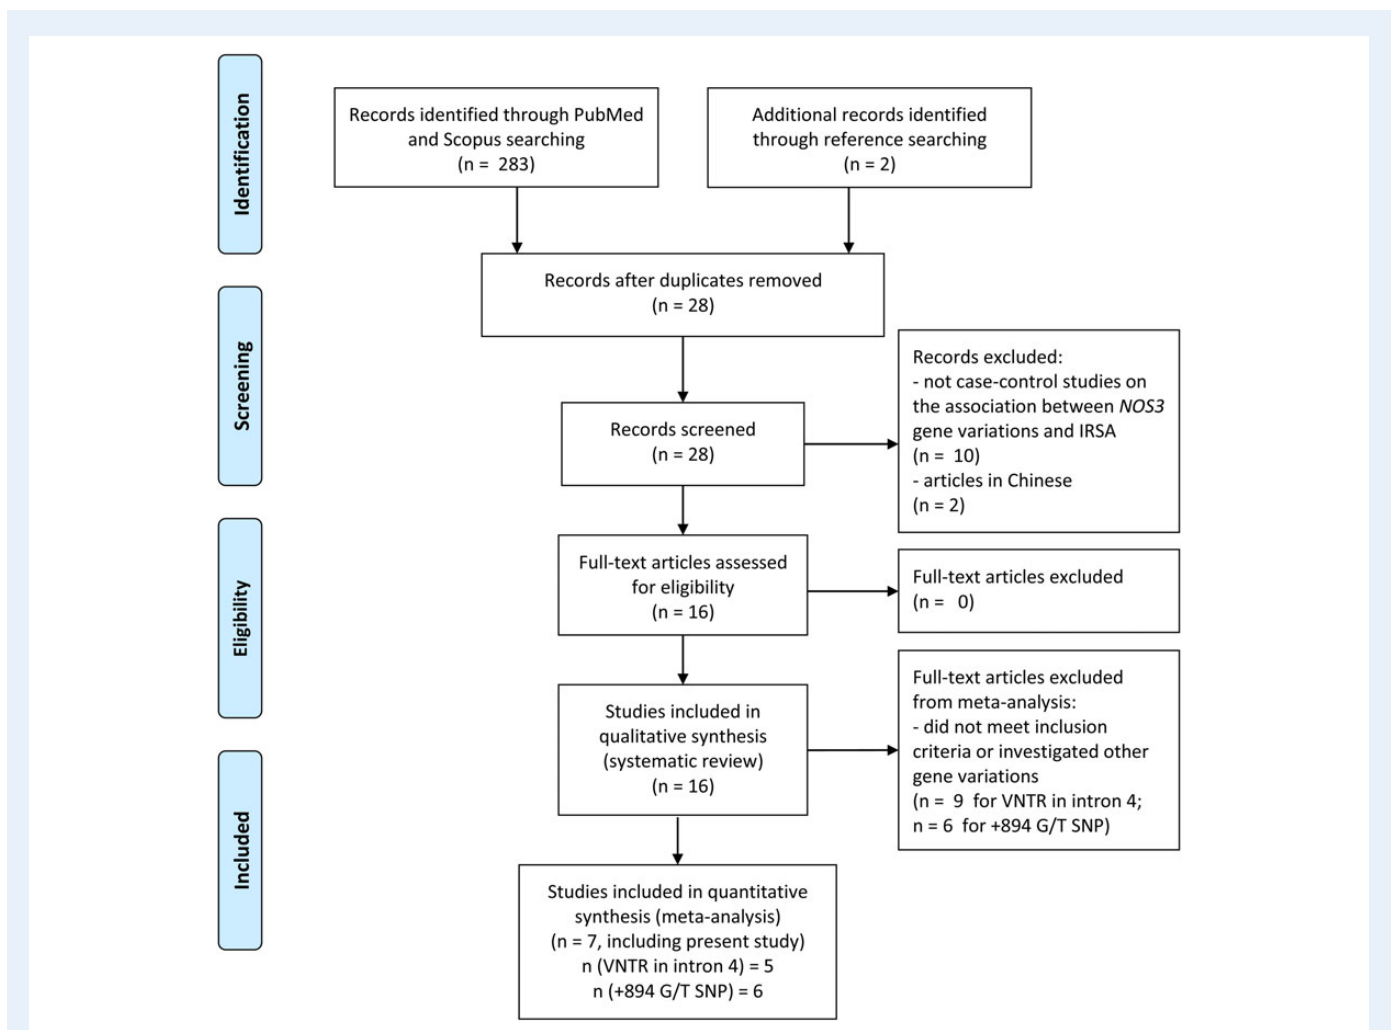 Identification
Records identified through PubMed
and Scopus searching
(n = 283)
Additional records identified
through reference searching
(n = 2)
Records after duplicates removed
(n = 28)
Screening
Records screened
(n = 28)
Records excluded:
- not case-control studies on
the association between NOS3
gene variations and IRSA
(n = 10)
- articles in Chinese
(n = 2)
Eligibility
Full-text articles assessed
for eligibility
(n = 16)
Full-text articles excluded
(n = 0)
Studies included in
qualitative synthesis
(systematic review)
(n = 16)
Full-text articles excluded
from meta-analysis:
- did not meet inclusion
criteria or investigated other
gene variations
(n = 9 for VNTR in intron 4;
n = 6 for +894 G/T SNP)
Included
Studies included in quantitative
synthesis (meta-analysis)
(n = 7, including present study)
n (VNTR in intron 4) = 5
n (+894 G/T SNP) = 6